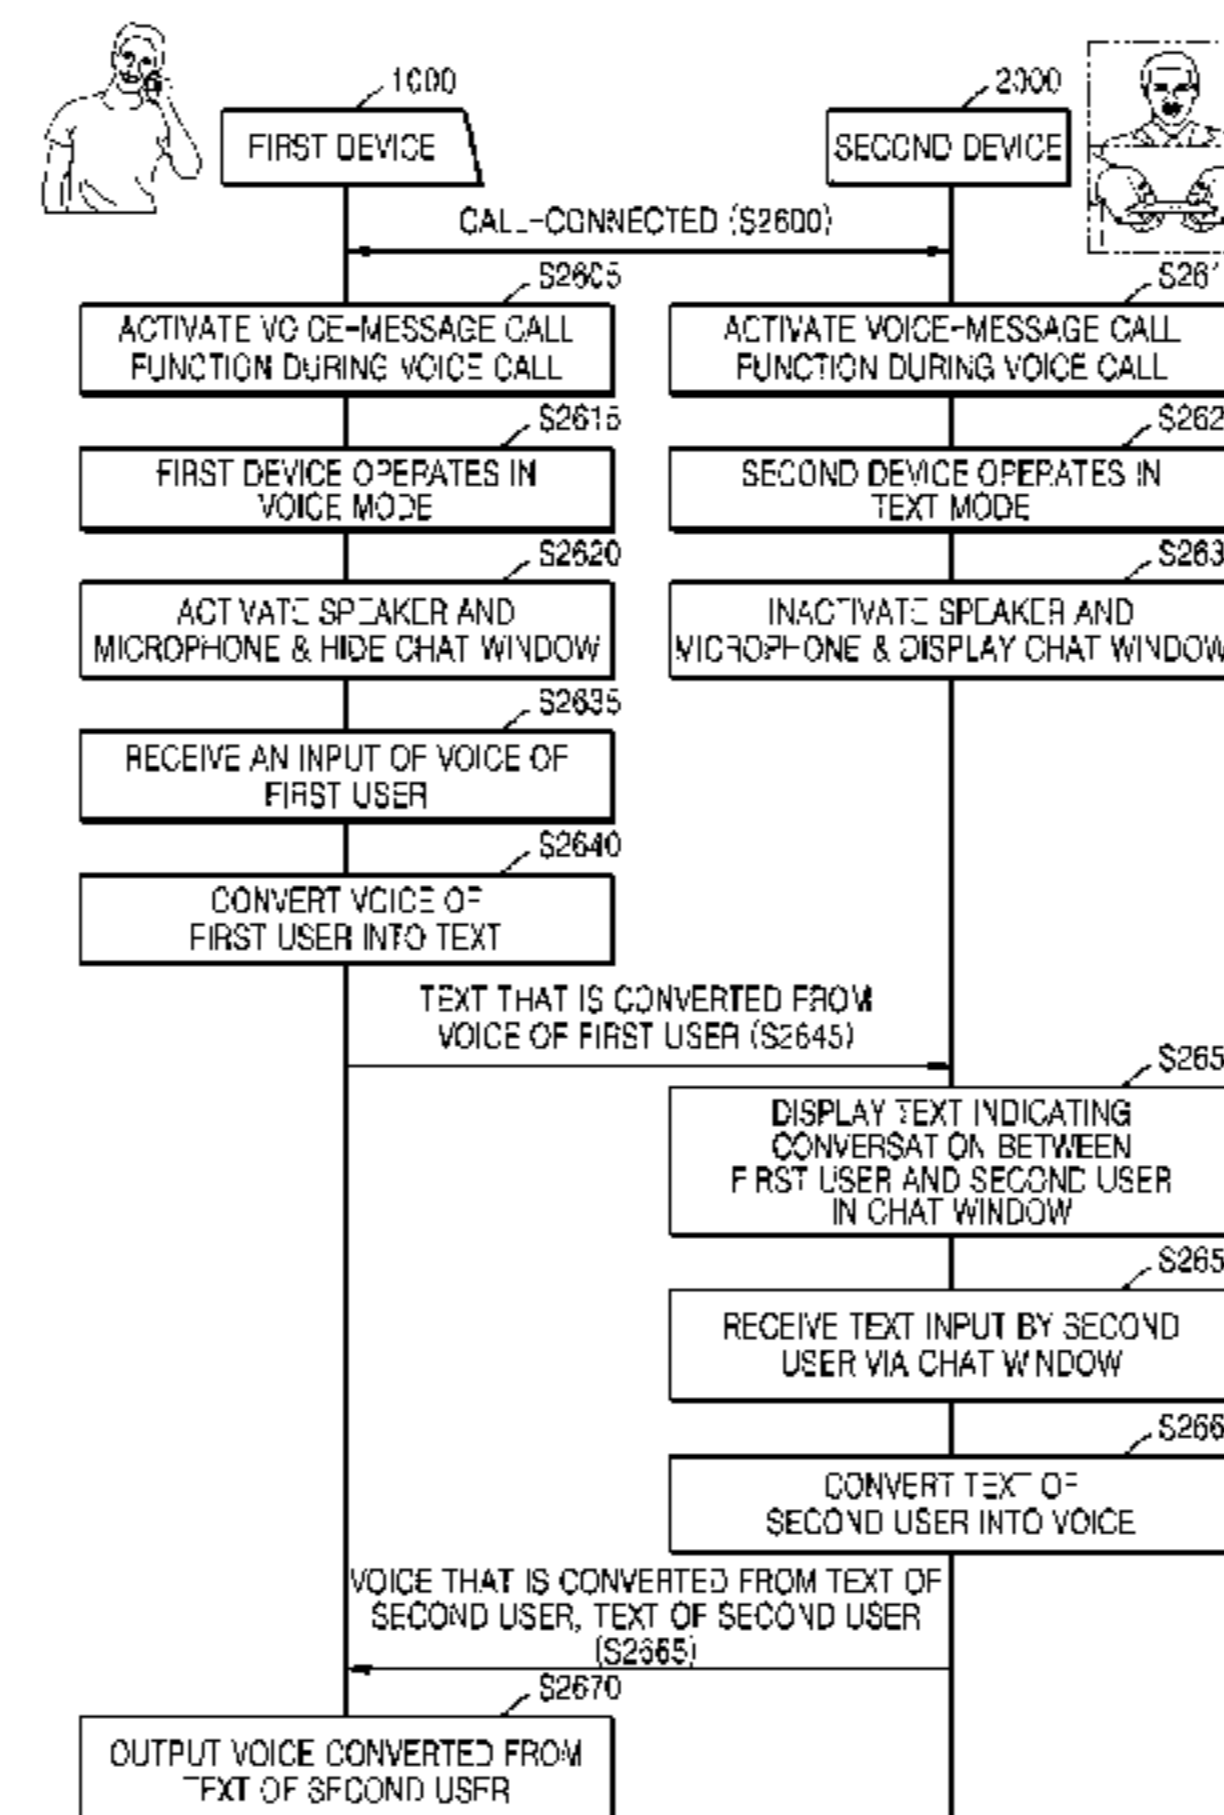 1000
2000
FIRST DEVICE
SECOND DEVICE
CALL-CONNECTED (S2600)
S2605
S261
ACTIVATE VOICE-MESSAGE CALL
FUNCTION DURING VOICE CALL
ACTIVATE VOICE-MESSAGE CALL
FUNCTION DURING VOICE CALL
S2615
S262
FIRST DEVICE OPERATES IN
VOICE MODE
SECOND DEVICE OPERATES IN
TEXT MODE
S2620
S263
ACTIVATE SPEAKER AND
MICROPHONE & HIDE CHAT WINDOW
INACTIVATE SPEAKER AND
MICROPHONE & DISPLAY CHAT WINDOW
S2635
RECEIVE AN INPUT OF VOICE OF
FIRST USER
S2640
CONVERT VOICE OF
FIRST USER INTO TEXT
TEXT THAT IS CONVERTED FROM
VOICE OF FIRST USER (S2645)
S265
DISPLAY TEXT INDICATING
CONVERSATION BETWEEN
FIRST USER AND SECOND USER
IN CHAT WINDOW
S265
RECEIVE TEXT INPUT BY SECOND
USER VIA CHAT WINDOW
S266
CONVERT TEXT OF
SECOND USER INTO VOICE
VOICE THAT IS CONVERTED FROM TEXT OF
SECOND USER, TEXT OF SECOND USER
(S2665)
S2670
OUTPUT VOICE CONVERTED FROM
TEXT OF SECOND USER